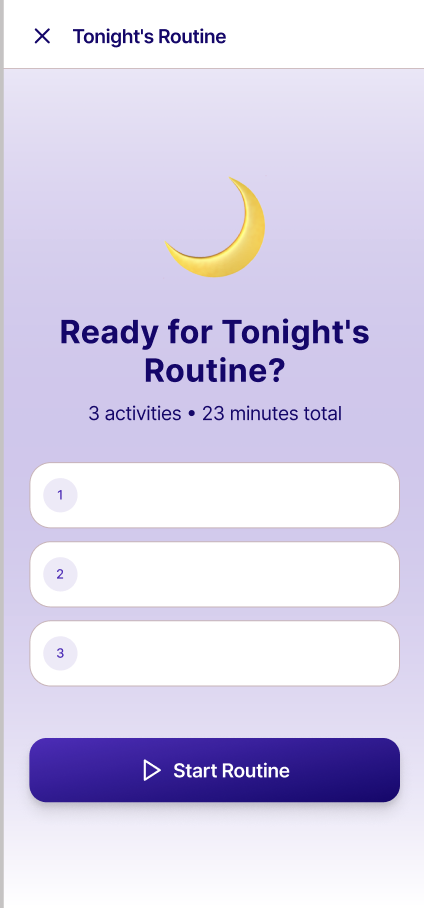 Tonight's Routine
Ready for Tonight's
Routine?
3 activities • 23 minutes total
1
2
3
Start Routine